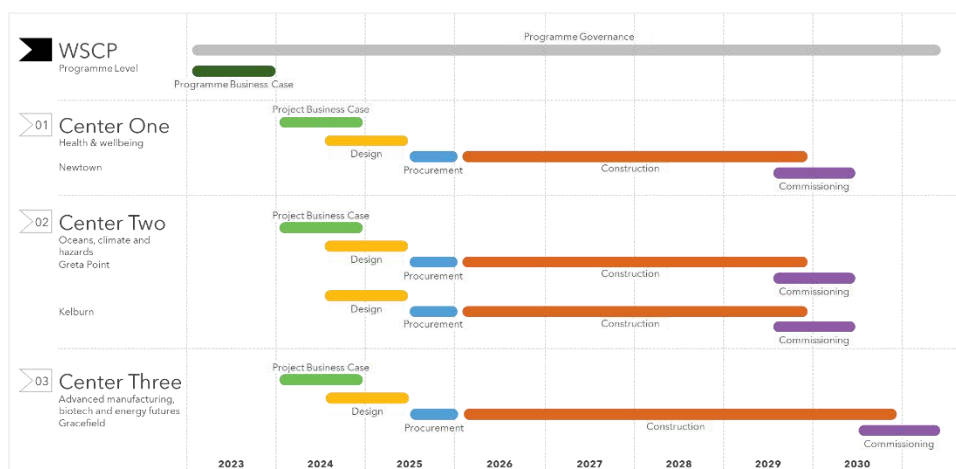 Programme Governance
WSCP
Programme Level
Programme Business Case
Project Business Case
01
Center One
Health & wellbeing
Design
Newtown
Procurement
Construction
Commissioning
02
Center Two
Project Business Case
Oceans, climate and
hazards
Greta Point
Design
Procurement
Construction
Commissioning
Kelburn
Design
Procurement
Construction
Commissioning
03
Center Three
Project Business Case
Advanced manufacturing,
biotech and energy futures
Gracefield
Design
Procurement
Construction
Commissioning
2023 2024 2025 2026 2027 2028 2029 2030